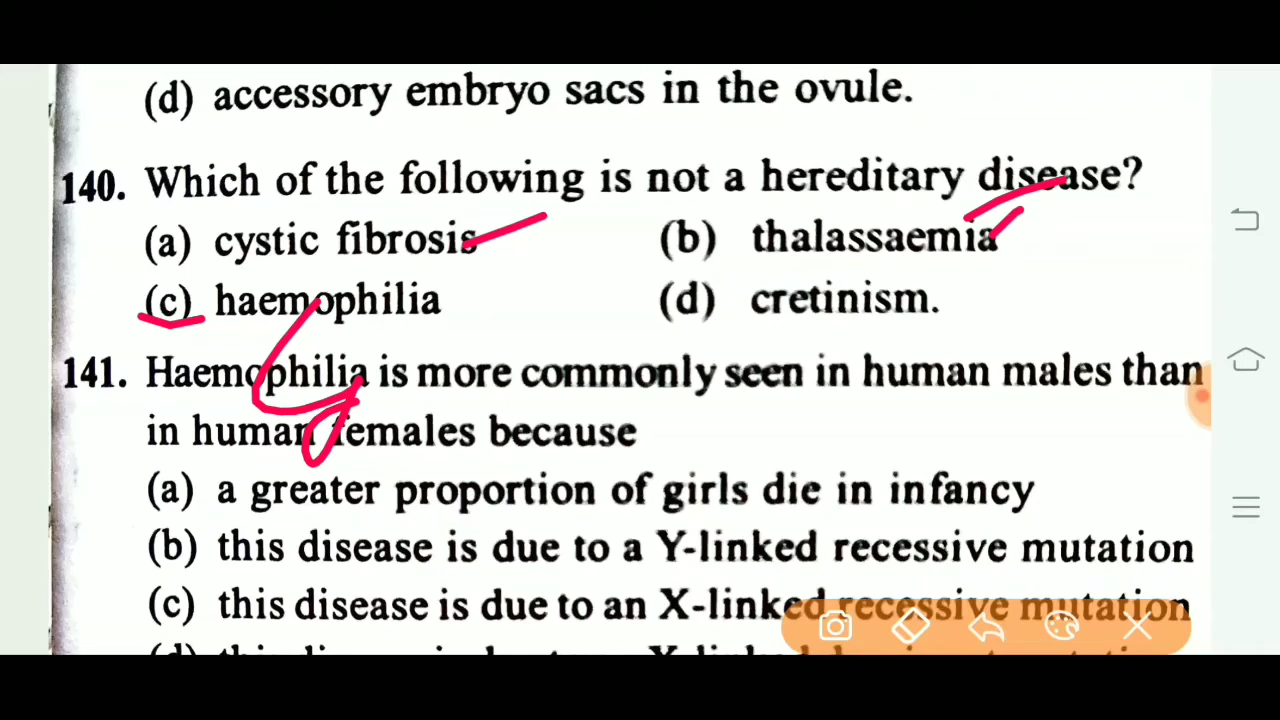 (d) accessory embryo sacs in the ovule.
140. Which of the following is not a hereditary disease?
(a) cystic fibrosis (b) thalassaemia
(c) haemophilia (d) cretinism.
141. Haemophilia is more commonly seen in human males than
in human females because
(a) a greater proportion of girls die in infancy
(b) this disease is due to a Y-linked recessive mutation
(c) this disease is due to an X-linked recessive mutation